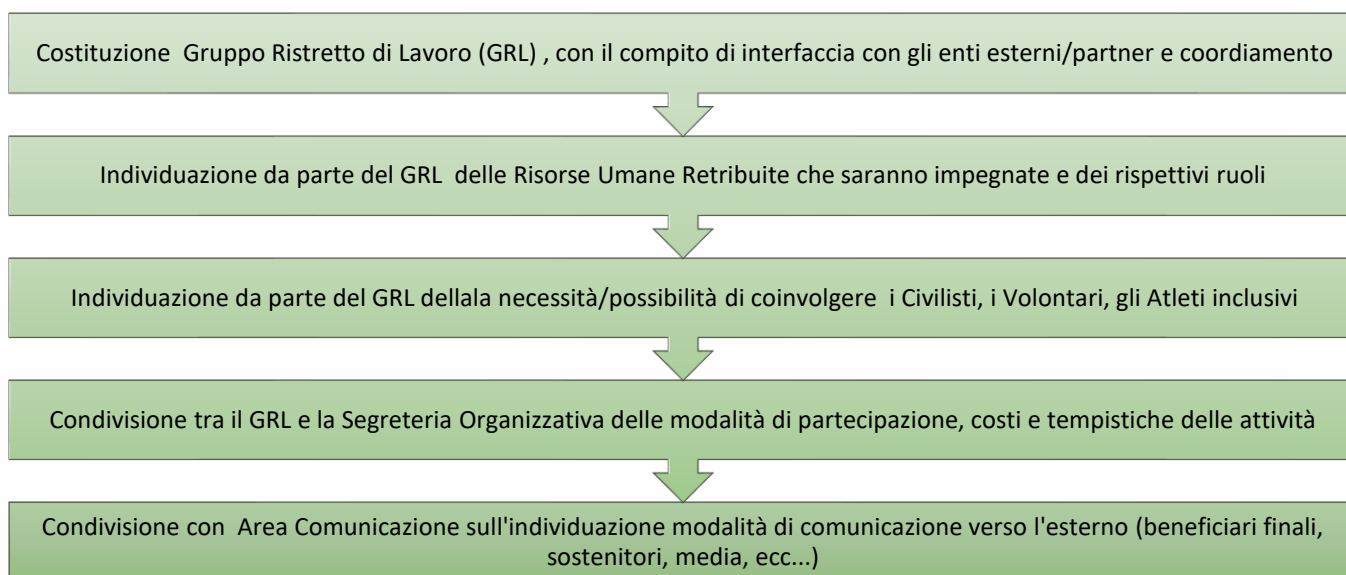 Costituzione Gruppo Ristretto di Lavoro (GRL) , con il compito di interfaccia con gli enti esterni/partner e coordiamento
Individuazione da parte del GRL delle Risorse Umane Retribuite che saranno impegnate e dei rispettivi ruoli
Individuazione da parte del GRL dellala necessità/possibilità di coinvolgere i Civilisti, i Volontari, gli Atleti inclusivi
Condivisione tra il GRL e la Segreteria Organizzativa delle modalità di partecipazione, costi e tempistiche delle attività
Condivisione con Area Comunicazione sull'individuazione modalità di comunicazione verso l'esterno (beneficiari finali,
sostenitori, media, ecc...)